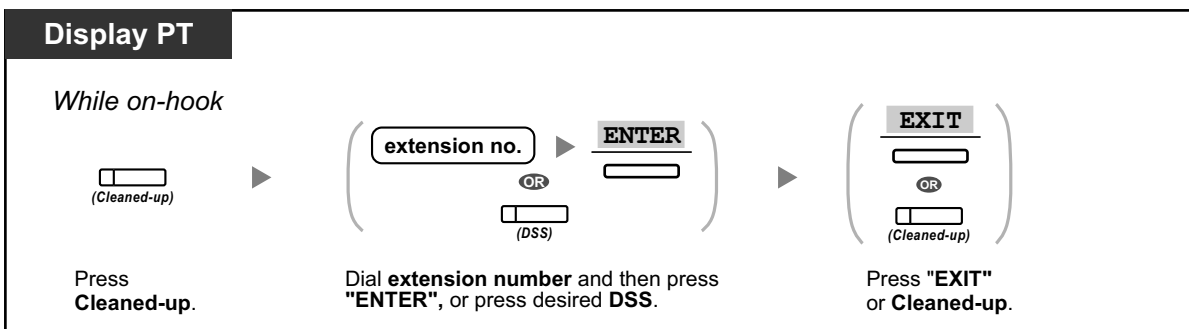 Display PT
While on-hook
(Cleaned-up)
extension no.
ENTER
OR
(DSS)
EXIT
OR
(Cleaned-up)
Press
Cleaned-up.
Dial extension number and then press
"ENTER", or press desired DSS.
Press "EXIT"
or Cleaned-up.